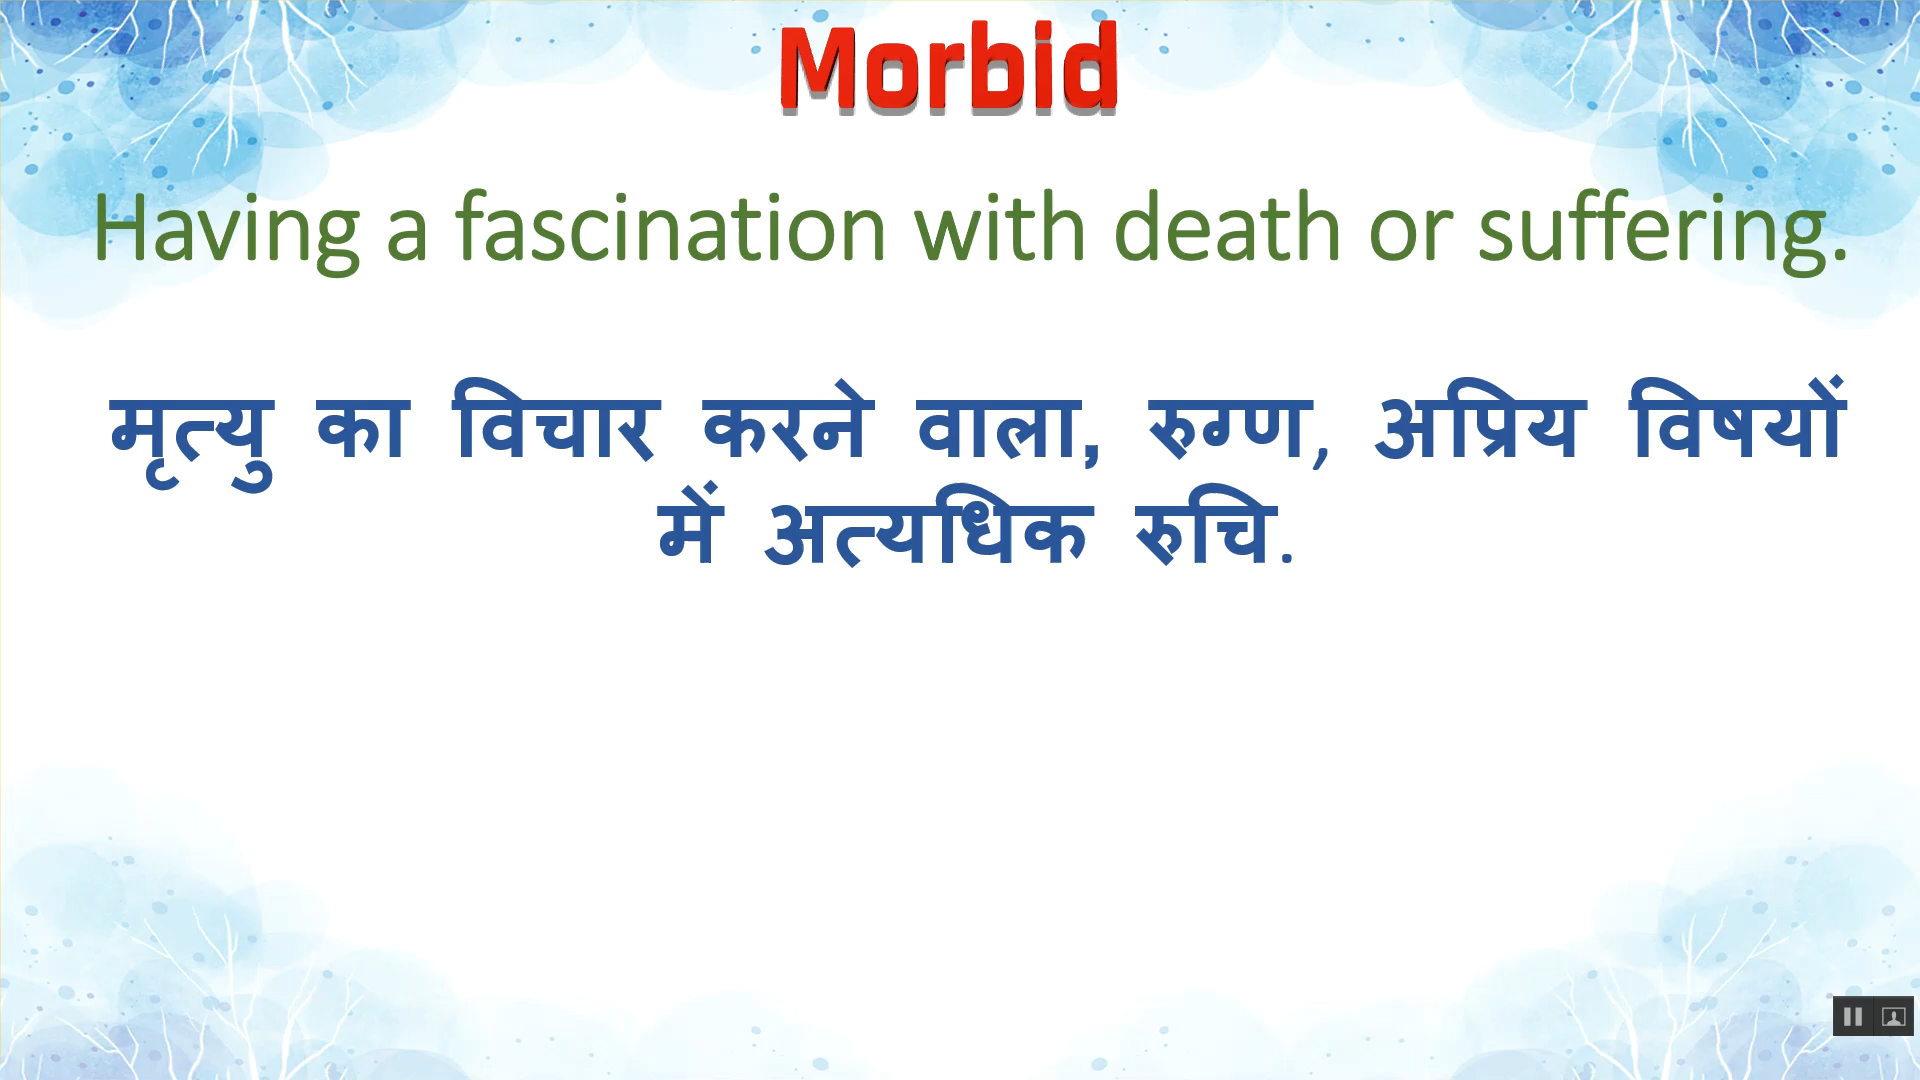 Morbid
Having a fascination with death or suffering.
मृत्यु का विचार करने वाला, रुग्ण, अप्रिय विषयों
में अत्यधिक रुचि.